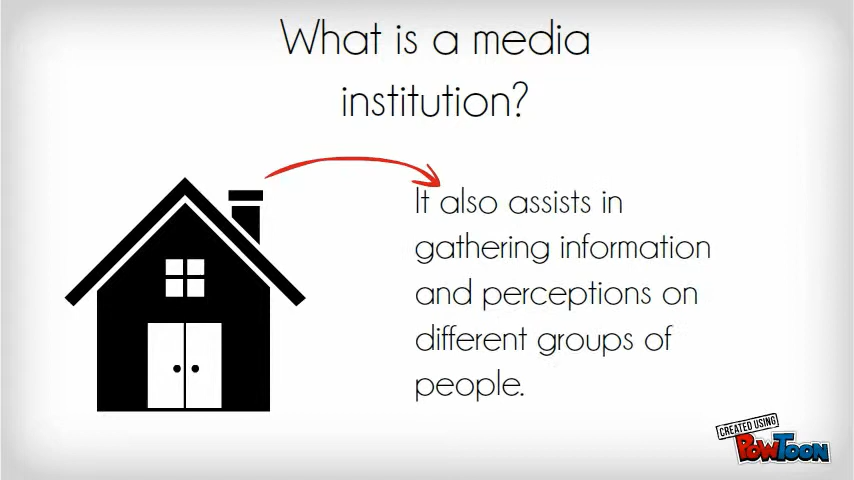 What is a media
institution?
It also assists in
gathering information
and perceptions on
different groups of
people.
CREATED USING
POWTOON